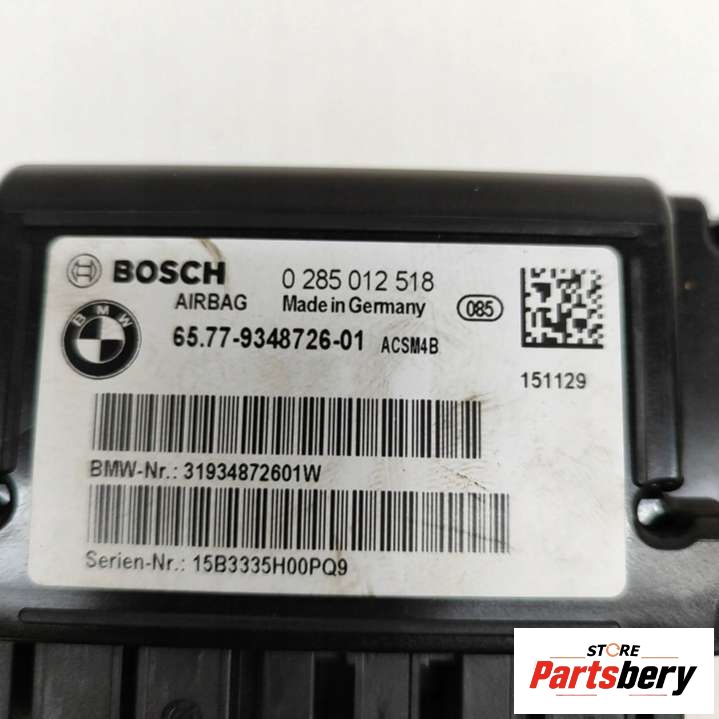 BOSCH 0 285 012 518
AIRBAG Made in Germany 085
BMW
65.77-9348726-01 ACSM4B
151129
BMW-Nr.: 31934872601W
Serien-Nr.: 15B3335H00PQ9
STORE
Partsbery